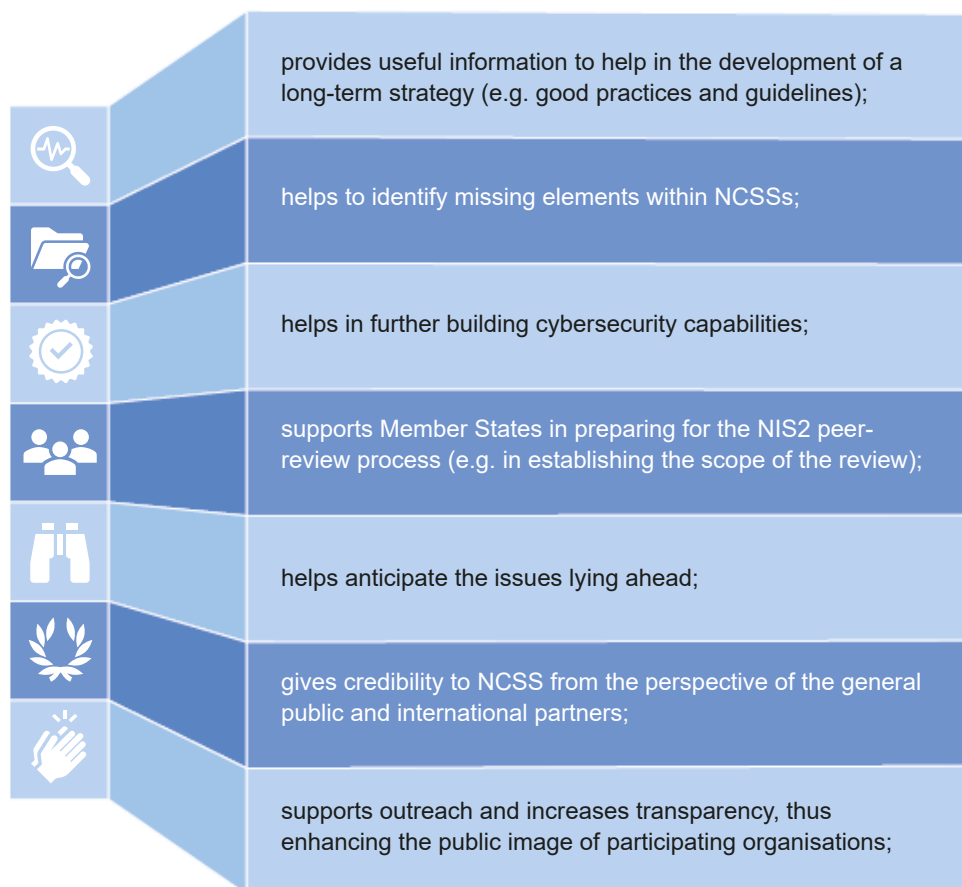 provides useful information to help in the development of a
long-term strategy (e.g. good practices and guidelines);
helps to identify missing elements within NCSSs;
helps in further building cybersecurity capabilities;
supports Member States in preparing for the NIS2 peer-
review process (e.g. in establishing the scope of the review);
helps anticipate the issues lying ahead;
gives credibility to NCSS from the perspective of the general
public and international partners;
supports outreach and increases transparency, thus
enhancing the public image of participating organisations;